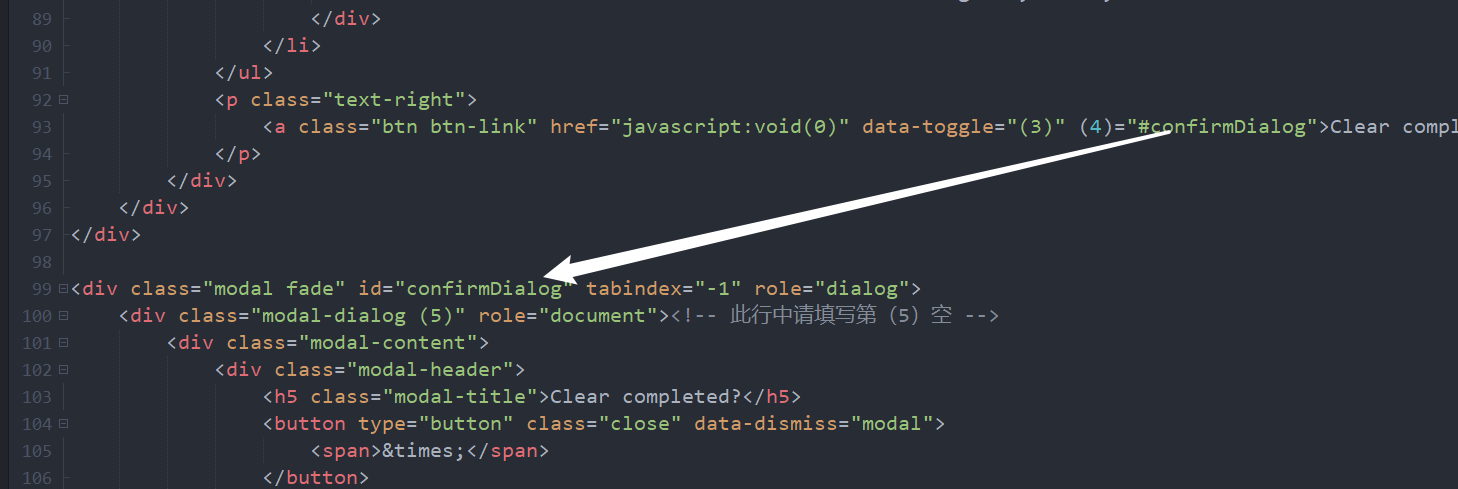 89 </div>
90 </li>
91 </ul>
92 <p class="text-right">
93 <a class="btn btn-link" href="javascript:void(0)" data-toggle="(3)" (4)="#confirmDialog">Clear compl
94 </p>
95 </div>
96 </div>
97 </div>
98
99 <div class="modal fade" id="confirmDialog" tabindex="-1" role="dialog">
100 <div class="modal-dialog (5)" role="document"><!-- 此行中请填写第（5）空 -->
101 <div class="modal-content">
102 <div class="modal-header">
103 <h5 class="modal-title">Clear completed?</h5>
104 <button type="button" class="close" data-dismiss="modal">
105 <span>&times;</span>
106 </button>